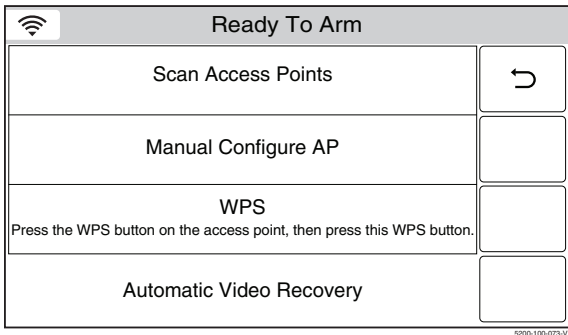 Ready To Arm
Scan Access Points
Manual Configure AP
WPS
Press the WPS button on the access point, then press this WPS button.
Automatic Video Recovery
5200-100-073-V